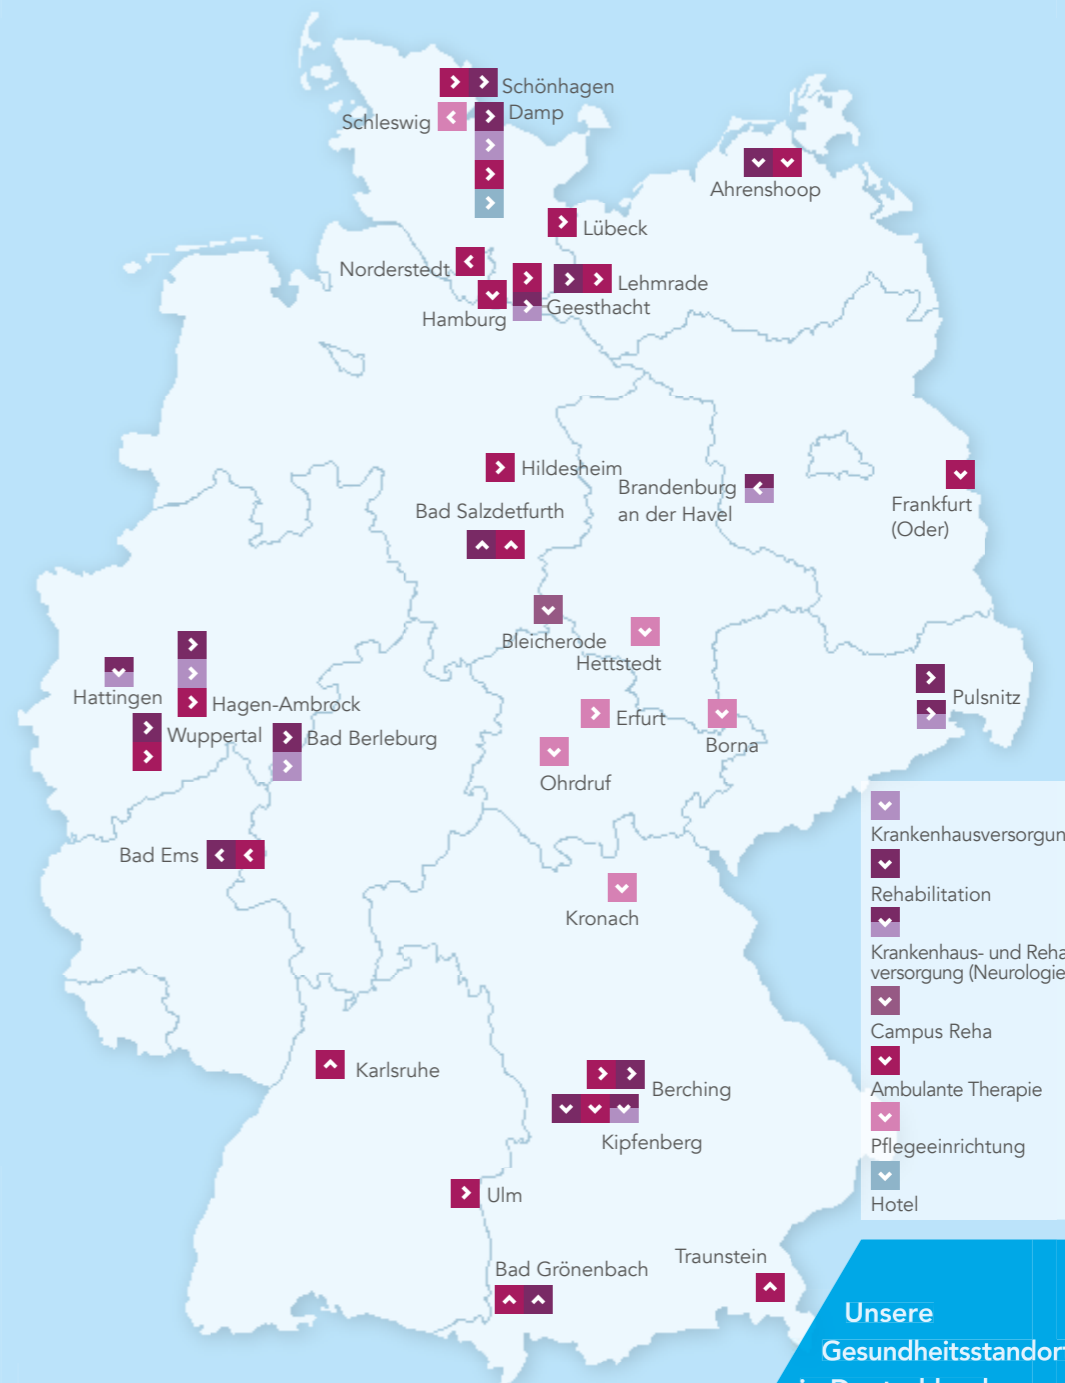 Schönhagen
Schleswig
Damp
Ahrenshoop
Lübeck
Norderstedt
Lehmrade
Hamburg
Geesthacht
Hildesheim
Brandenburg
an der Havel
Bad Salzdetfurth
Frankfurt
(Oder)
Bleicherode
Hettstedt
Hattingen
Hagen-Ambrock
Pulsnitz
Wuppertal
Bad Berleburg
Erfurt
Borna
Ohrdruf
Bad Ems
Kronach
Karlsruhe
Berching
Kipfenberg
Ulm
Traunstein
Bad Grönenbach
Krankenhausversorgun
Rehabilitation
Krankenhaus- und Reha
versorgung (Neurologie
Campus Reha
Ambulante Therapie
Pflegeeinrichtung
Hotel
Unsere
Gesundheitsstandor